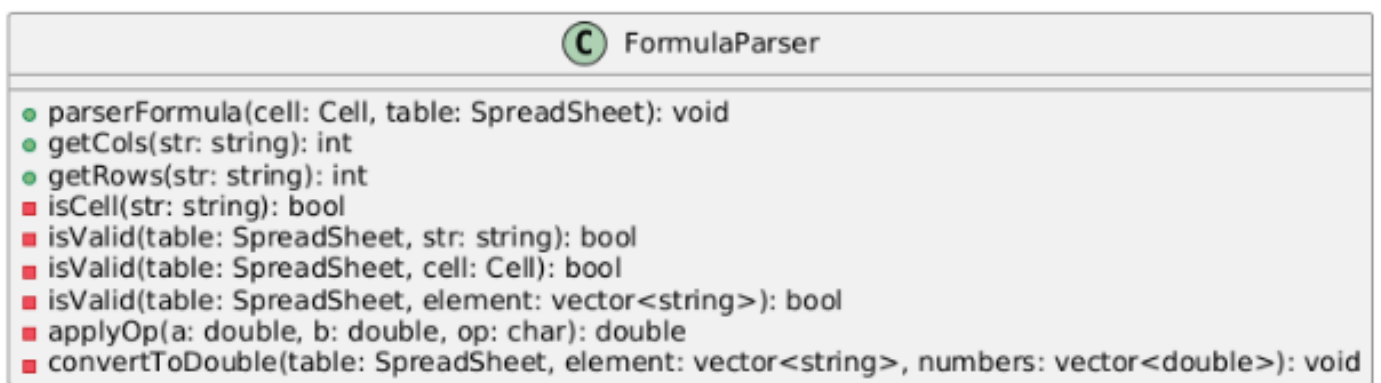 C FormulaParser
parserFormula(cell: Cell, table: SpreadSheet): void
getCols(str: string): int
getRows(str: string): int
isCell(str: string): bool
isValid(table: SpreadSheet, str: string): bool
isValid(table: SpreadSheet, cell: Cell): bool
isValid(table: SpreadSheet, element: vector<string>): bool
applyOp(a: double, b: double, op: char): double
convertToDouble(table: SpreadSheet, element: vector<string>, numbers: vector<double>): void